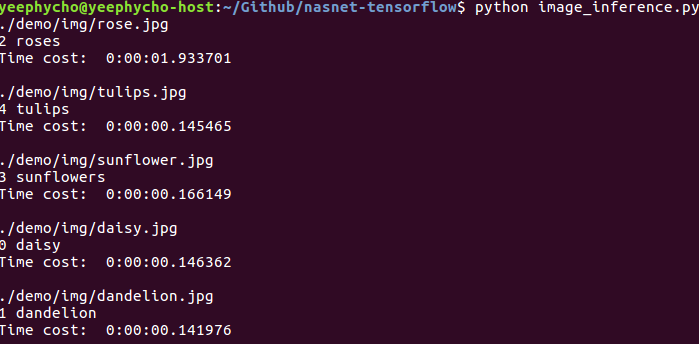 yeephycho@yeephycho-host:~/Github/nasnet-tensorflow$ python image_inference.py
./demo/img/rose.jpg
2 roses
Time cost:  0:00:01.933701

./demo/img/tulips.jpg
4 tulips
Time cost:  0:00:00.145465

./demo/img/sunflower.jpg
3 sunflowers
Time cost:  0:00:00.166149

./demo/img/daisy.jpg
0 daisy
Time cost:  0:00:00.146362

./demo/img/dandelion.jpg
1 dandelion
Time cost:  0:00:00.141976